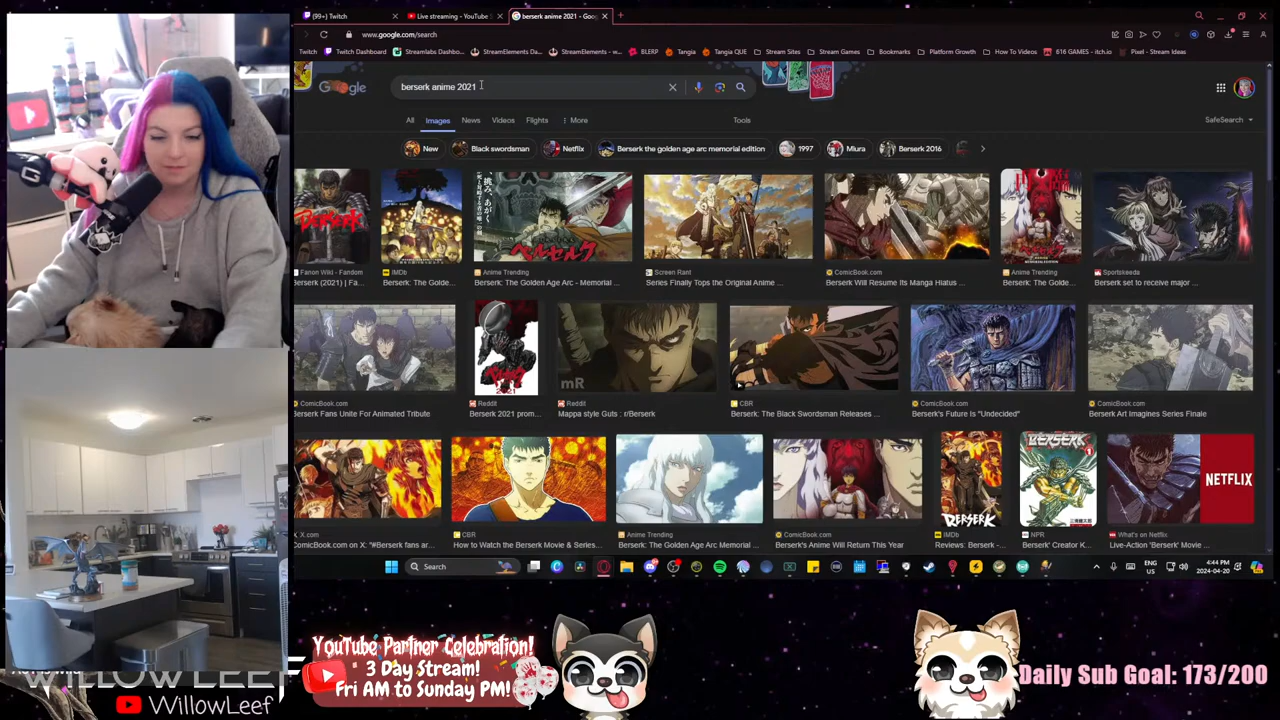 (99+) Twitch
Live streaming - YouTube S
berserk anime 2021 - Goo
www.google.com/search
Twitch
Twitch Dashboard
Streamlabs Dashbo...
StreamElements Da...
StreamElements - w...
BLERP
Tangia
Tangia QUE
Stream Sites
Stream Games
Bookmarks
Platform Growth
How To Videos
616 GAMES - itch.io
Pixel - Stream Ideas
berserk anime 2021
All
Images
News
Videos
Flights
More
Tools
SafeSearch
New
Black swordsman
Netflix
Berserk the golden age arc memorial edition
1997
Miura
Berserk 2016
BERSERK
ベルセルク
Fanon Wiki - Fandom
Berserk (2021) | Fa...
IMDb
Berserk: The Golde...
Anime Trending
Berserk: The Golden Age Arc - Memorial ...
Screen Rant
Series Finally Tops the Original Anime ...
ComicBook.com
Berserk Will Resume Its Manga Hiatus ...
Anime Trending
Berserk: The Golde...
Sportskeeda
Berserk set to receive major ...
mR
ComicBook.com
Berserk Fans Unite For Animated Tribute
Reddit
Berserk 2021 prom...
Reddit
Mappa style Guts : r/Berserk
CBR
Berserk: The Black Swordsman Releases ...
ComicBook.com
Berserk's Future Is "Undecided"
ComicBook.com
Berserk Art Imagines Series Finale
BERSERK
BERSERK
NETFLIX
X.com
ComicBook.com on X: "#Berserk fans ar...
CBR
How to Watch the Berserk Movie & Series...
Anime Trending
Berserk: The Golden Age Arc Memorial ...
ComicBook.com
Berserk's Anime Will Return This Year
IMDb
Reviews: Berserk -...
NPR
'Berserk' Creator K...
What's on Netflix
Live-Action 'Berserk' Movie ...
Search
ENG
US
4:44 PM
2024-04-20
YouTube Partner Celebration!
3 Day Stream!
Fri AM to Sunday PM!
WILLOW LEEF
WillowLeef
Daily Sub Goal: 173/200